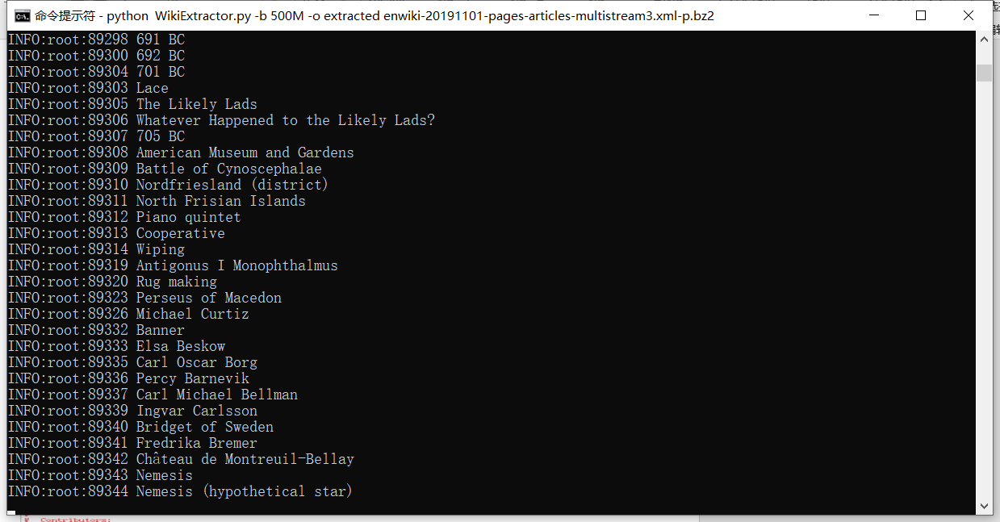 命令提示符 - python  WikiExtractor.py -b 500M -o extracted enwiki-20191101-pages-articles-multistream3.xml-p.bz2
INFO:root:89298 691 BC
INFO:root:89300 692 BC
INFO:root:89304 701 BC
INFO:root:89303 Lace
INFO:root:89305 The Likely Lads
INFO:root:89306 Whatever Happened to the Likely Lads?
INFO:root:89307 705 BC
INFO:root:89308 American Museum and Gardens
INFO:root:89309 Battle of Cynoscephalae
INFO:root:89310 Nordfriesland (district)
INFO:root:89311 North Frisian Islands
INFO:root:89312 Piano quintet
INFO:root:89313 Cooperative
INFO:root:89314 Wiping
INFO:root:89319 Antigonus I Monophthalmus
INFO:root:89320 Rug making
INFO:root:89323 Perseus of Macedon
INFO:root:89326 Michael Curtiz
INFO:root:89332 Banner
INFO:root:89333 Elsa Beskow
INFO:root:89335 Carl Oscar Borg
INFO:root:89336 Percy Barnevik
INFO:root:89337 Carl Michael Bellman
INFO:root:89339 Ingvar Carlsson
INFO:root:89340 Bridget of Sweden
INFO:root:89341 Fredrika Bremer
INFO:root:89342 Château de Montreuil-Bellay
INFO:root:89343 Nemesis
INFO:root:89344 Nemesis (hypothetical star)
# Contributors: